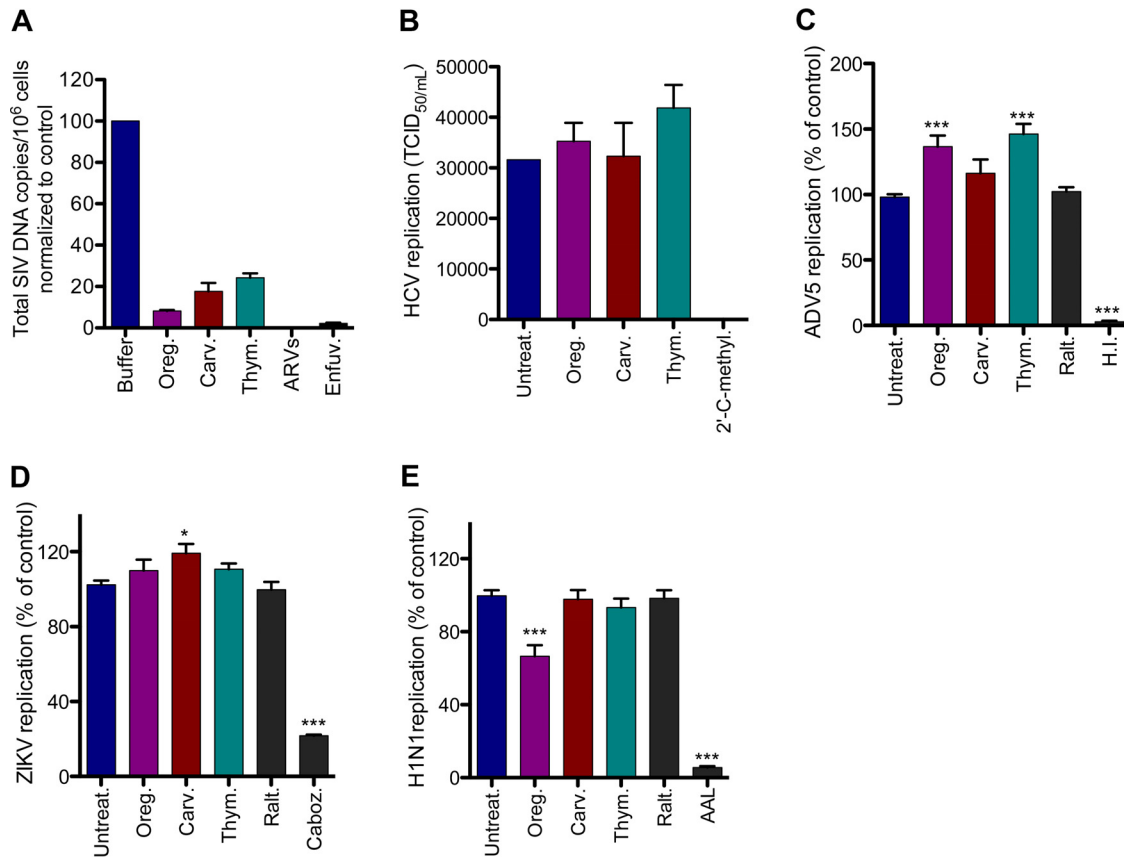 A
Total SIV DNA copies/10⁶ cells
normalized to control
120
100
80
60
40
20
0
Buffer
Oreg.
Carv.
Thym.
ARVs
Enfuv.
B
HCV replication (TCID50/mL)
50000
40000
30000
20000
10000
0
Untreat.
Oreg.
Carv.
Thym.
2'-C-methyl.
C
ADV5 replication (% of control)
200
150
100
50
0
***
***
***
Untreat.
Oreg.
Carv.
Thym.
Ralt.
H.I.
D
ZIKV replication (% of control)
120
80
40
0
*
***
Untreat.
Oreg.
Carv.
Thym.
Ralt.
Caboz.
E
H1N1replication (% of control)
120
80
40
0
***
***
Untreat.
Oreg.
Carv.
Thym.
Ralt.
AAL